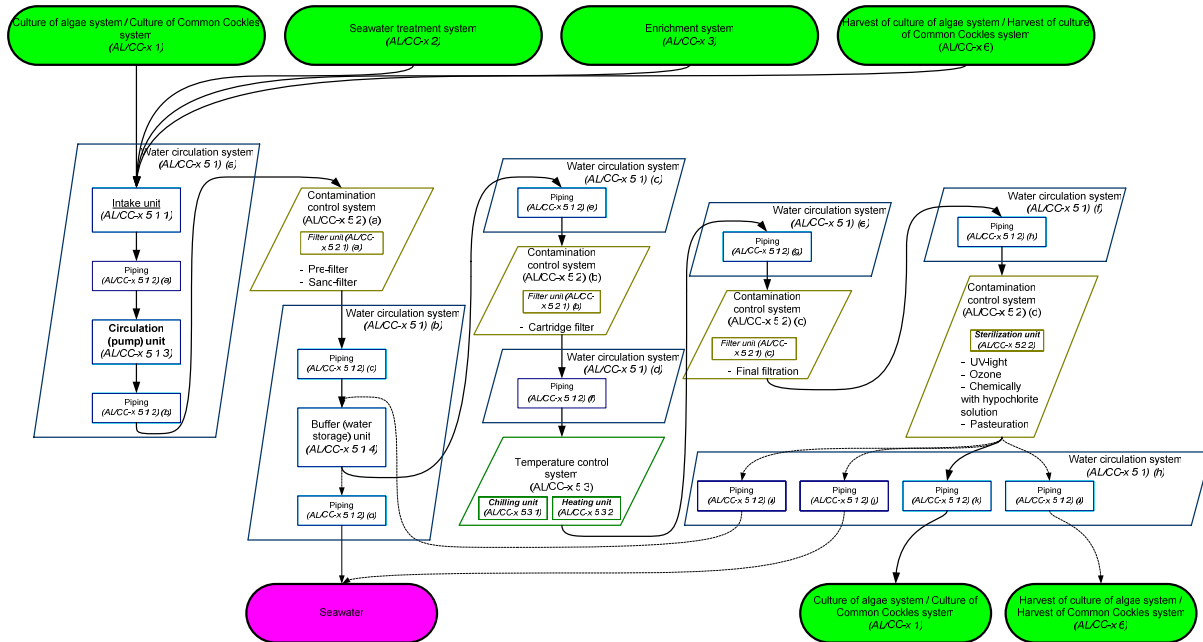 Culture of algae system / Culture of Common Cockles
system
(AL/CC-x 1)
Seawater treatment system
(AL/CC-x 2)
Enrichment system
(AL/CC-x 3)
Harvest of culture of algae system / Harvest of culture
of Common Cockles system
(AL/CC-x 6)
Water circulation system
(AL/CC-x 5 1) (a)
Intake unit
(AL/CC-x 5 1 1)
Piping
(AL/CC-x 5 1 2) (a)
Circulation
(pump) unit
(AL/CC-x 5 1 3)
Piping
(AL/CC-x 5 1 2) (b)
Contamination
control system
(AL/CC-x 5 2) (a)
Filter unit (AL/CC-
x 5 2 1) (a)
- Pre-filter
- Sand-filter
Water circulation system
(AL/CC-x 5 1) (b)
Piping
(AL/CC-x 5 1 2) (c)
Buffer (water
storage) unit
(AL/CC-x 5 1 4)
Piping
(AL/CC-x 5 1 2) (d)
Water circulation system
(AL/CC-x 5 1) (c)
Piping
(AL/CC-x 5 1 2) (e)
Contamination
control system
(AL/CC-x 5 2) (b)
Filter unit (AL/CC-
x 5 2 1) (b)
- Cartridge filter
Water circulation system
(AL/CC-x 5 1) (d)
Piping
(AL/CC-x 5 1 2) (f)
Temperature control
system
(AL/CC-x 5 3)
Chilling unit
(AL/CC-x 5 3 1)
Heating unit
(AL/CC-x 5 3 2
Water circulation system
(AL/CC-x 5 1) (e)
Piping
(AL/CC-x 5 1 2) (g)
Contamination
control system
(AL/CC-x 5 2) (c)
Filter unit (AL/CC-
x 5 2 1) (c)
- Final filtration
Water circulation system
(AL/CC-x 5 1) (f)
Piping
(AL/CC-x 5 1 2) (h)
Contamination
control system
(AL/CC-x 5 2) (d)
Sterilization unit
(AL/CC-x 5 2 2)
- UV-light
- Ozone
- Chemically
with hypochlorite
solution
- Pasteuration
Water circulation system
(AL/CC-x 5 1) (h)
Piping
(AL/CC-x 5 1 2)
Piping
(AL/CC-x 5 1 2) (j)
Piping
(AL/CC-x 5 1 2) (k)
Piping
(AL/CC-x 5 1 2)
Seawater
Culture of algae system / Culture of
Common Cockles system
(AL/CC-x 1)
Harvest of culture of algae system /
Harvest of Common Cockles system
(AL/CC-x 6)